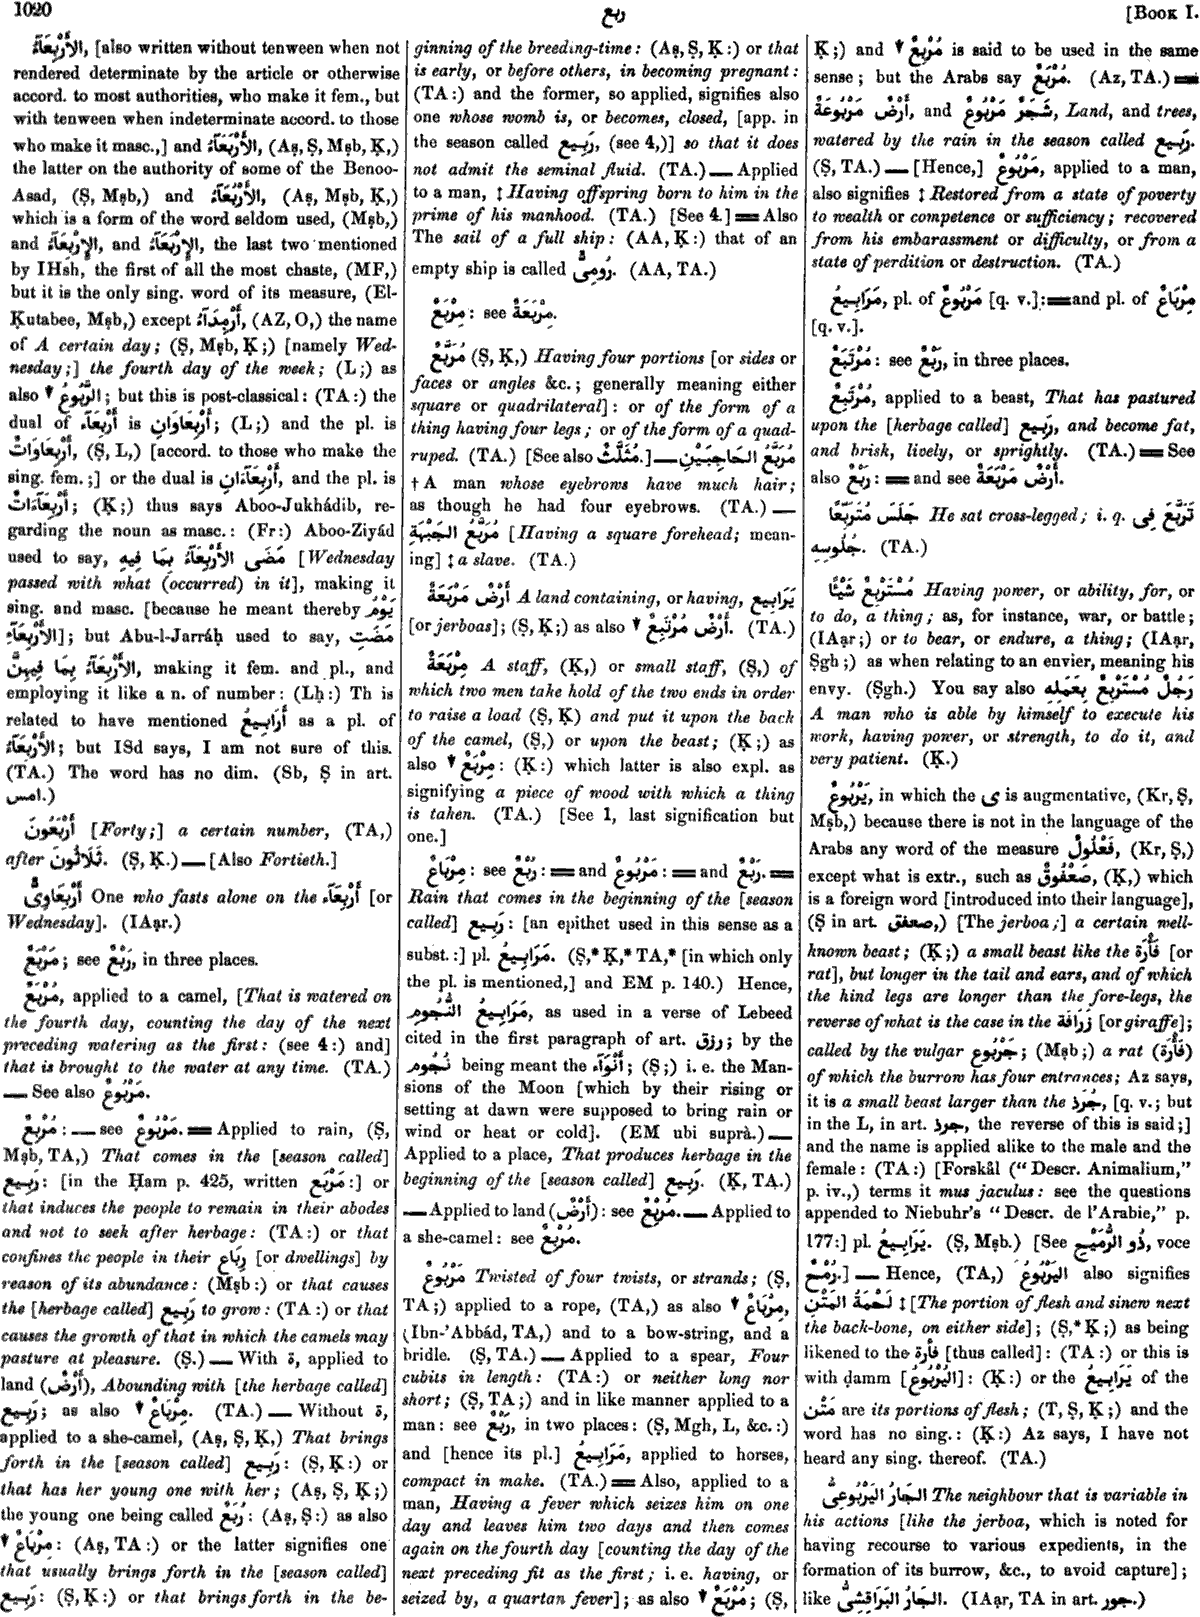 1020
ربع
[Book I.
الأَرْبِعَآءُ, [also written without tenween when not
rendered determinate by the article or otherwise
accord. to most authorities, who make it fem., but
with tenween when indeterminate accord. to those
who make it masc.,] and الأَرْبَعَآءُ, (Aṣ, Ṣ, Mṣb, Ḳ,)
the latter on the authority of some of the Benoo-
Asad, (Ṣ, Mṣb,) and الأَرْبُعَآءُ, (Aṣ, Mṣb, Ḳ,)
which is a form of the word seldom used, (Mṣb,)
and الإِرْبِعَآءُ, and الإِرْبَعَآءُ, the last two mentioned
by IHsh, the first of all the most chaste, (MF,)
but it is the only sing. word of its measure, (El-
Ḳutabee, Mṣb,) except أَرْمِدَآءُ, (AZ, O,) the name
of A certain day; (Ṣ, Mṣb, Ḳ;) [namely Wed-
nesday;] the fourth day of the week; (L;) as
also ▾ الرَّبُوعُ; but this is post-classical: (TA:) the
dual of أَرْبِعَآء is أَرْبِعَاوَانِ; (L;) and the pl. is
أَرْبِعَاوَاتٌ, (Ṣ, L,) [accord. to those who make the
sing. fem.;] or the dual is أَرْبِعَآءَانِ, and the pl. is
أَرْبِعَآءَاتٌ; (Ḳ;) thus says Aboo-Jukhádib, re-
garding the noun as masc.: (Fr:) Aboo-Ziyád
used to say, مَضَى الأَرْبِعَآءُ بِمَا فِيهِ [Wednesday
passed with what (occurred) in it], making it
sing. and masc. [because he meant thereby يَوْمُ
الأَرْبِعَآءِ]; but Abu-l-Jarráḥ used to say, مَضَتِ
الأَرْبِعَآءُ بِمَا فِيهِنَّ, making it fem. and pl., and
employing it like a n. of number: (Lḥ:) Th is
related to have mentioned أَرَابِيعُ as a pl. of
الأَرْبِعَآءُ; but ISd says, I am not sure of this.
(TA.) The word has no dim. (Sb, Ṣ in art.
امس.)
أَرْبَعُونَ [Forty;] a certain number, (TA,)
after ثَلَاثُونَ. (Ṣ, Ḳ.) — [Also Fortieth.]
أَرْبِعَاوِىٌّ One who fasts alone on the أَرْبِعَآء [or
Wednesday]. (IAạr.)
مَرْبَعٌ; see رَبْعٌ, in three places.
مُرْبَعٌ, applied to a camel, [That is watered on
the fourth day, counting the day of the next
preceding watering as the first: (see 4:) and]
that is brought to the water at any time. (TA.)
— See also مَرْبُوعٌ.
مُرْبِعٌ: — see مَرْبُوعٌ. = Applied to rain, (Ṣ,
Mṣb, TA,) That comes in the [season called]
رَبِيع: [in the Ḥam p. 425, written مَرْبَع:] or
that induces the people to remain in their abodes
and not to seek after herbage: (TA:) or that
confines the people in their رِبَاع [or dwellings] by
reason of its abundance: (Mṣb:) or that causes
the [herbage called] رَبِيع to grow: (TA:) or that
causes the growth of that in which the camels may
pasture at pleasure. (Ṣ.) — With ة, applied to
land (أَرْضٌ), Abounding with [the herbage called]
رَبِيع; as also ▾ مِرْبَاعٌ. (TA.) — Without ة,
applied to a she-camel, (Aṣ, Ṣ, Ḳ,) That brings
forth in the [season called] رَبِيع: (Ṣ, Ḳ:) or
that has her young one with her; (Aṣ, Ṣ, Ḳ;)
the young one being called رُبَعٌ: (Aṣ, Ṣ:) as also
▾ مِرْبَاعٌ: (Aṣ, TA:) or the latter signifies one
that usually brings forth in the [season called]
رَبِيع: (Ṣ, Ḳ:) or that brings forth in the be-
ginning of the breeding-time: (Aṣ, Ṣ, Ḳ:) or that
is early, or before others, in becoming pregnant:
(TA:) and the former, so applied, signifies also
one whose womb is, or becomes, closed, [app. in
the season called رَبِيع, (see 4,)] so that it does
not admit the seminal fluid. (TA.) — Applied
to a man, ‡ Having offspring born to him in the
prime of his manhood. (TA.) [See 4.] = Also
The sail of a full ship: (AA, Ḳ:) that of an
empty ship is called رُومِىٌّ. (AA, TA.)
مِرْبَعٌ: see مِرْبَعَةٌ.
مُرَبَّعٌ (Ṣ, Ḳ,) Having four portions [or sides or
faces or angles &c.; generally meaning either
square or quadrilateral]: or of the form of a
thing having four legs; or of the form of a quad-
ruped. (TA.) [See also مُثَلَّثٌ.] — مُرَبَّعُ الحَاجِبَيْنِ
† A man whose eyebrows have much hair;
as though he had four eyebrows. (TA.) —
مُرَبَّعُ الجَبْهَةِ [Having a square forehead; mean-
ing] ‡ a slave. (TA.)
أَرْضٌ مَرْبَعَةٌ A land containing, or having, يَرَابِيع
[or jerboas]; (Ṣ, Ḳ;) as also ▾ أَرْضٌ مُرْتَبِعٌ. (TA.)
مِرْبَعَةٌ A staff, (Ḳ,) or small staff, (Ṣ,) of
which two men take hold of the two ends in order
to raise a load (Ṣ, Ḳ) and put it upon the back
of the camel, (Ṣ,) or upon the beast; (Ḳ;) as
also ▾ مِرْبَعٌ: (Ḳ:) which latter is also expl. as
signifying a piece of wood with which a thing
is taken. (TA.) [See 1, last signification but
one.]
مِرْبَاعٌ: see رُبْعٌ: = and مَرْبُوعٌ: = and رَبْعٌ. =
Rain that comes in the beginning of the [season
called] رَبِيع: [an epithet used in this sense as a
subst.:] pl. مَرَابِيعُ. (Ṣ,* Ḳ,* TA,* [in which only
the pl. is mentioned,] and EM p. 140.) Hence,
مَرَابِيعُ النُّجُومِ, as used in a verse of Lebeed
cited in the first paragraph of art. رزق; by the
نُجُوم being meant the أَنْوَآء; (Ṣ;) i. e. the Man-
sions of the Moon [which by their rising or
setting at dawn were supposed to bring rain or
wind or heat or cold]. (EM ubi suprà.) —
Applied to a place, That produces herbage in the
beginning of the [season called] رَبِيع. (Ḳ, TA.)
— Applied to land (أَرْضٌ): see مُرْبِعٌ. — Applied to
a she-camel: see مُرْبِعٌ.
مَرْبُوعٌ Twisted of four twists, or strands; (Ṣ,
TA;) applied to a rope, (TA,) as also ▾ مِرْبَاعٌ,
(Ibn-'Abbád, TA,) and to a bow-string, and a
bridle. (Ṣ, TA.) — Applied to a spear, Four
cubits in length: (TA:) or neither long nor
short; (Ṣ, TA;) and in like manner applied to a
man: see رَبْعٌ, in two places: (Ṣ, Mgh, L, &c.:)
and [hence its pl.] مَرَابِيعُ, applied to horses,
compact in make. (TA.) = Also, applied to a
man, Having a fever which seizes him on one
day and leaves him two days and then comes
again on the fourth day [counting the day of the
next preceding fit as the first; i. e. having, or
seized by, a quartan fever]; as also ▾ مُرْبَعٌ; (Ṣ,
Ḳ;) and ▾ مُرْبِعٌ is said to be used in the same
sense; but the Arabs say مُرْبَعٌ. (Az, TA.) =
أَرْضٌ مَرْبُوعَةٌ, and شَجَرٌ مَرْبُوعٌ, Land, and trees,
watered by the rain in the season called رَبِيع.
(Ṣ, TA.) — [Hence,] مَرْبُوعٌ, applied to a man,
also signifies ‡ Restored from a state of poverty
to wealth or competence or sufficiency; recovered
from his embarassment or difficulty, or from a
state of perdition or destruction. (TA.)
مَرَابِيعُ, pl. of مَرْبُوعٌ [q. v.]: = and pl. of مِرْبَاعٌ
[q. v.].
مُرْتَبَعٌ: see رَبْعٌ, in three places.
مُرْتَبِعٌ, applied to a beast, That has pastured
upon the [herbage called] رَبِيع, and become fat,
and brisk, lively, or sprightly. (TA.) = See
also رَبْعٌ: = and see أَرْضٌ مَرْبَعَةٌ.
جَلَسَ مُتَرَبِّعًا He sat cross-legged; i. q. تَرَبَّعَ فِى
جُلُوسِهِ. (TA.)
مُسْتَرْبِعٌ شَيْئًا Having power, or ability, for, or
to do, a thing; as, for instance, war, or battle;
(IAạr;) or to bear, or endure, a thing; (IAạr,
Ṣgh;) as when relating to an envier, meaning his
envy. (Ṣgh.) You say also رَجُلٌ مُسْتَرْبِعٌ بِعَمَلِهِ
A man who is able by himself to execute his
work, having power, or strength, to do it, and
very patient. (Ḳ.)
يَرْبُوعٌ, in which the ى is augmentative, (Kr, Ṣ,
Mṣb,) because there is not in the language of the
Arabs any word of the measure فَعْلُولٌ, (Kr, Ṣ,)
except what is extr., such as صَعْفُوقٌ, (Ḳ,) which
is a foreign word [introduced into their language],
(Ṣ in art. صعفق,) [The jerboa;] a certain well-
known beast; (Ḳ;) a small beast like the فَأْرَة [or
rat], but longer in the tail and ears, and of which
the hind legs are longer than the fore-legs, the
reverse of what is the case in the زَرَافَة [or giraffe];
called by the vulgar جَرْبُوع; (Mṣb;) a rat (فَأْرَة)
of which the burrow has four entrances; Az says,
it is a small beast larger than the جُرَذ, [q. v.; but
in the L, in art. جرذ, the reverse of this is said;]
and the name is applied alike to the male and the
female: (TA:) [Forskål (“Descr. Animalium,”
p. iv.,) terms it mus jaculus: see the questions
appended to Niebuhr's “Descr. de l'Arabie,” p.
177:] pl. يَرَابِيعُ. (Ṣ, Mṣb.) [See ذُو الرُّمَيْحِ, voce
رُمْحٌ.] — Hence, (TA,) اليَرْبُوعُ also signifies
لَحْمَةُ المَتْنِ ‡ [The portion of flesh and sinew next
the back-bone, on either side]; (Ṣ,* Ḳ;) as being
likened to the فأرة [thus called]: (TA:) or this is
with ḍamm [اليُرْبُوعُ]: (Ḳ:) or the يَرَابِيعُ of the
مَتْن are its portions of flesh; (T, Ṣ, Ḳ;) and the
word has no sing.: (Ḳ:) Az says, I have not
heard any sing. thereof. (TA.)
الجَارُ اليَرْبُوعِىُّ The neighbour that is variable in
his actions [like the jerboa, which is noted for
having recourse to various expedients, in the
formation of its burrow, &c., to avoid capture];
like الجَارُ البَرَاقِشِىُّ. (IAạr, TA in art. جور.)